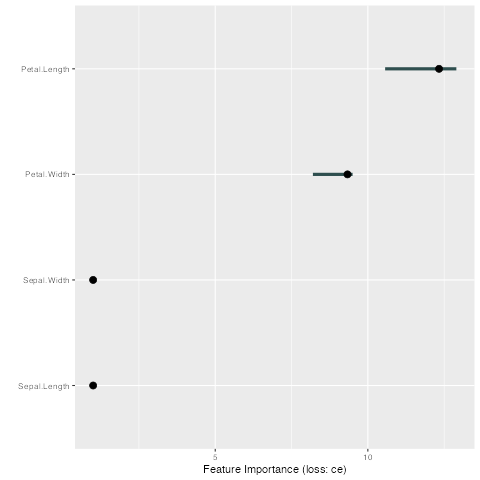 Petal.Length
Petal.Width
Sepal.Width
Sepal.Length
5 10
Feature Importance (loss: ce)